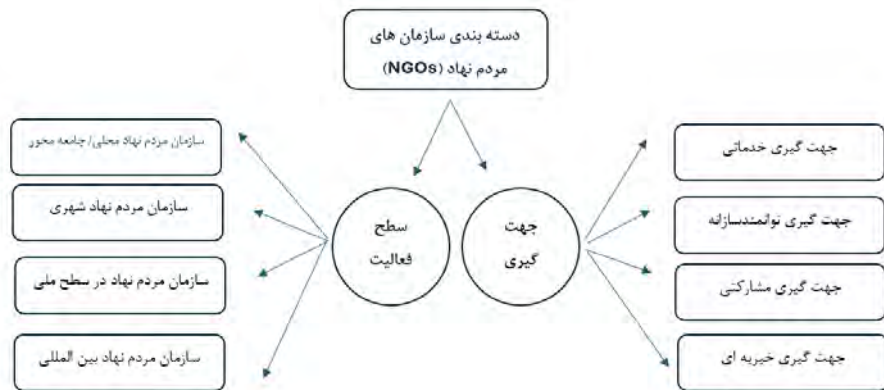 دسته بندی سازمان های
مردم نهاد (NGOs)
جهت
گیری
سطح
فعالیت
جهت گیری خدماتی
جهت گیری توانمندسازانه
جهت گیری مشارکتی
جهت گیری خیریه ای
سازمان مردم نهاد محلی/ جامعه محور
سازمان مردم نهاد شهری
سازمان مردم نهاد در سطح ملی
سازمان مردم نهاد بین المللی